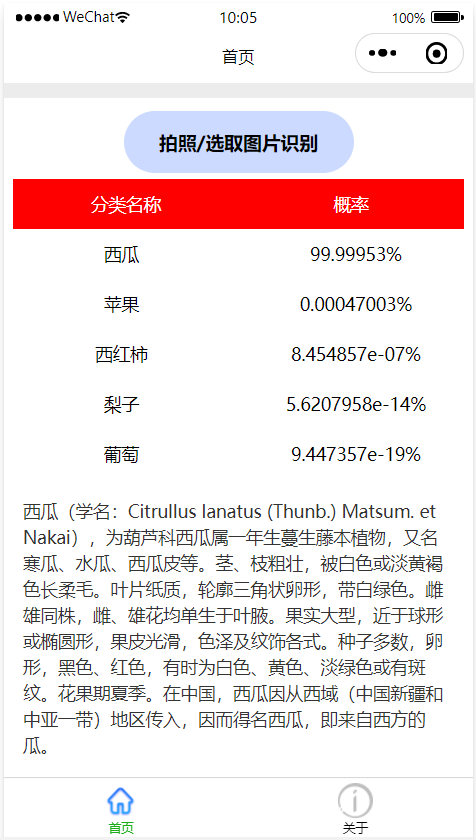 WeChat 10:05 100%
首页
拍照/选取图片识别
分类名称 概率
西瓜 99.99953%
苹果 0.00047003%
西红柿 8.454857e-07%
梨子 5.6207958e-14%
葡萄 9.447357e-19%
西瓜（学名：Citrullus lanatus (Thunb.) Matsum. et
Nakai），为葫芦科西瓜属一年生蔓生藤本植物，又名
寒瓜、水瓜、西瓜皮等。茎、枝粗壮，被白色或淡黄褐
色长柔毛。叶片纸质，轮廓三角状卵形，带白绿色。雌
雄同株，雌、雄花均单生于叶腋。果实大型，近于球形
或椭圆形，果皮光滑，色泽及纹饰各式。种子多数，卵
形，黑色、红色，有时为白色、黄色、淡绿色或有斑
纹。花果期夏季。在中国，西瓜因从西域（中国新疆和
中亚一带）地区传入，因而得名西瓜，即来自西方的
瓜。
首页 关于